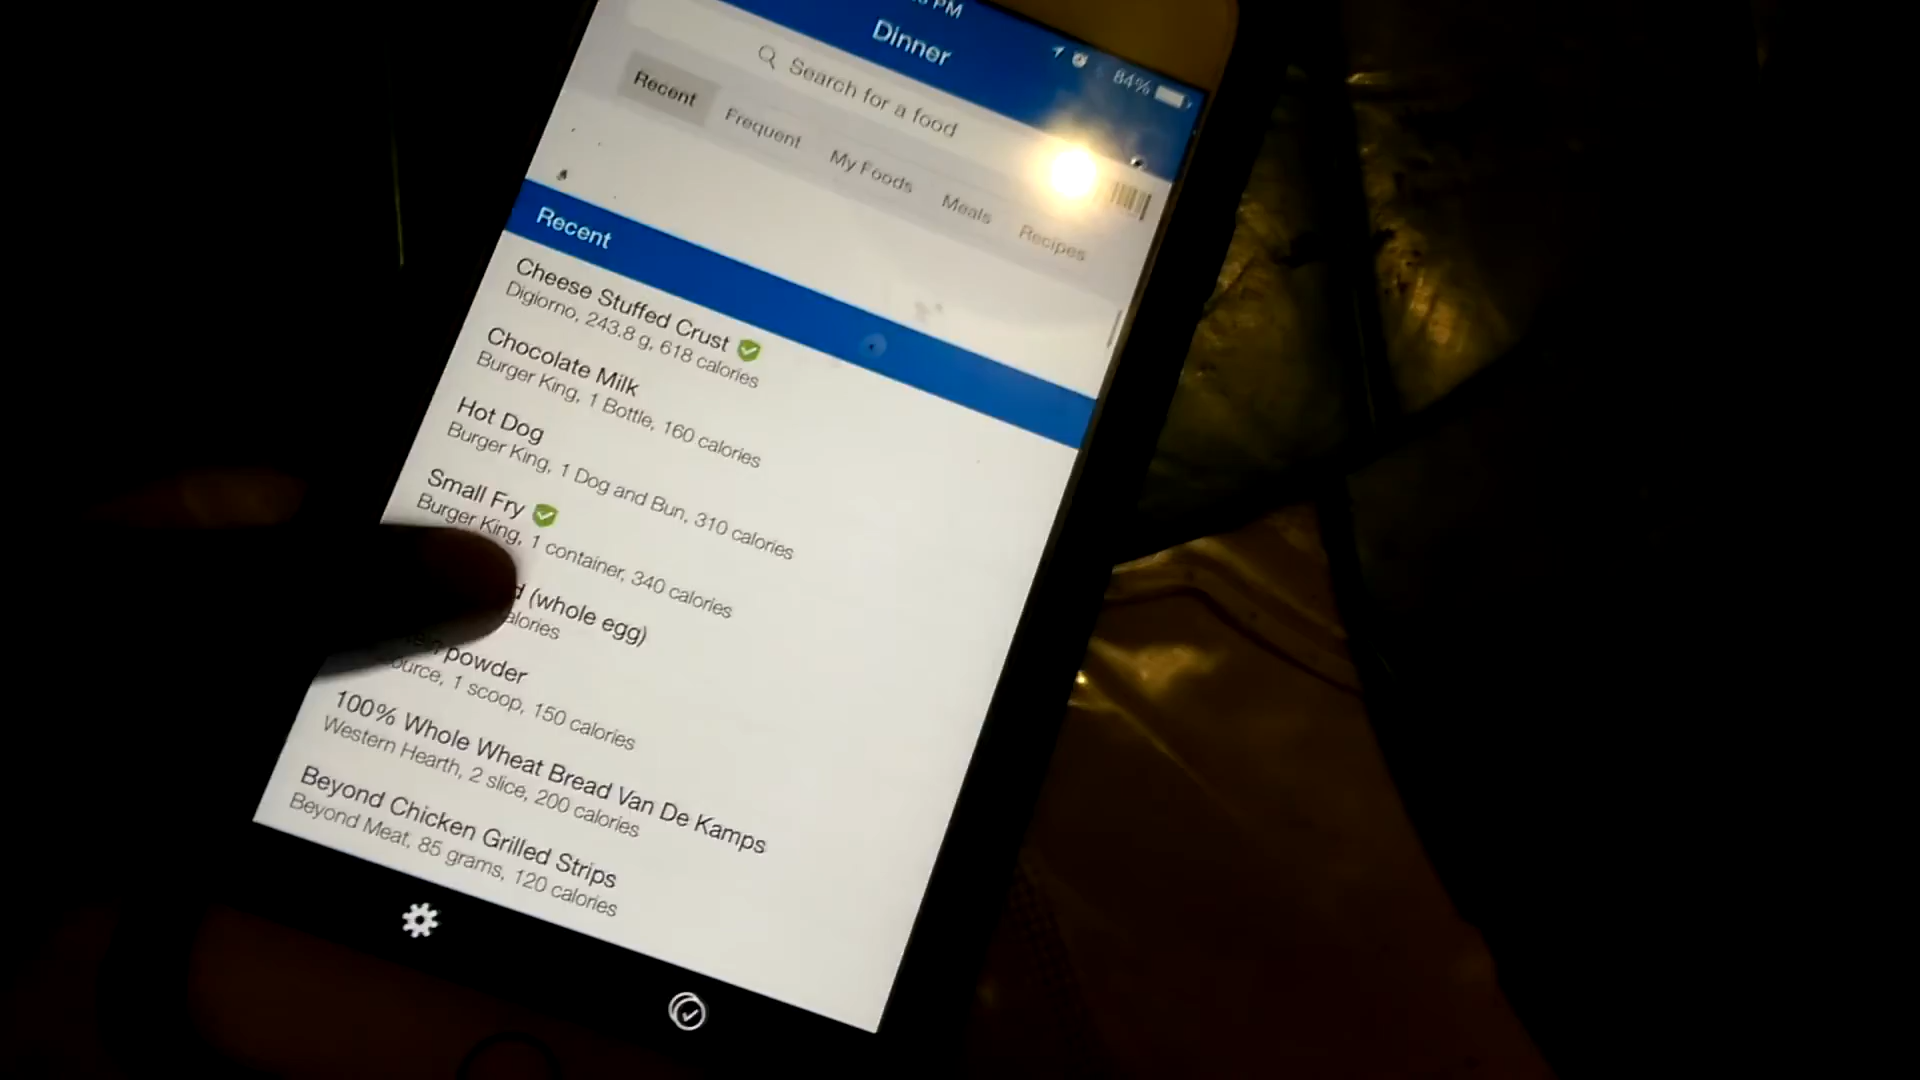 PM
84%
Dinner
Search for a food
Recent
Frequent
My Foods
Meals
Recipes
Recent
Cheese Stuffed Crust
Digiorno, 243.8 g, 618 calories
Chocolate Milk
Burger King, 1 Bottle, 160 calories
Hot Dog
Burger King, 1 Dog and Bun, 310 calories
Small Fry
Burger King, 1 container, 340 calories
(whole egg)
powder
1 scoop, 150 calories
100% Whole Wheat Bread Van De Kamps
Western Hearth, 2 slice, 200 calories
Beyond Chicken Grilled Strips
Beyond Meat, 85 grams, 120 calories